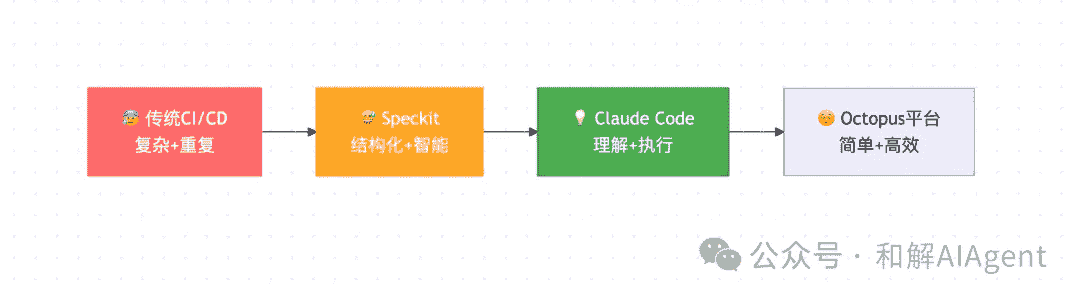 😰 传统CI/CD
复杂+重复
🤯 Speckit
结构化+智能
💡 Claude Code
理解+执行
😌 Octopus平台
简单+高效
公众号 · 和解AIAgent